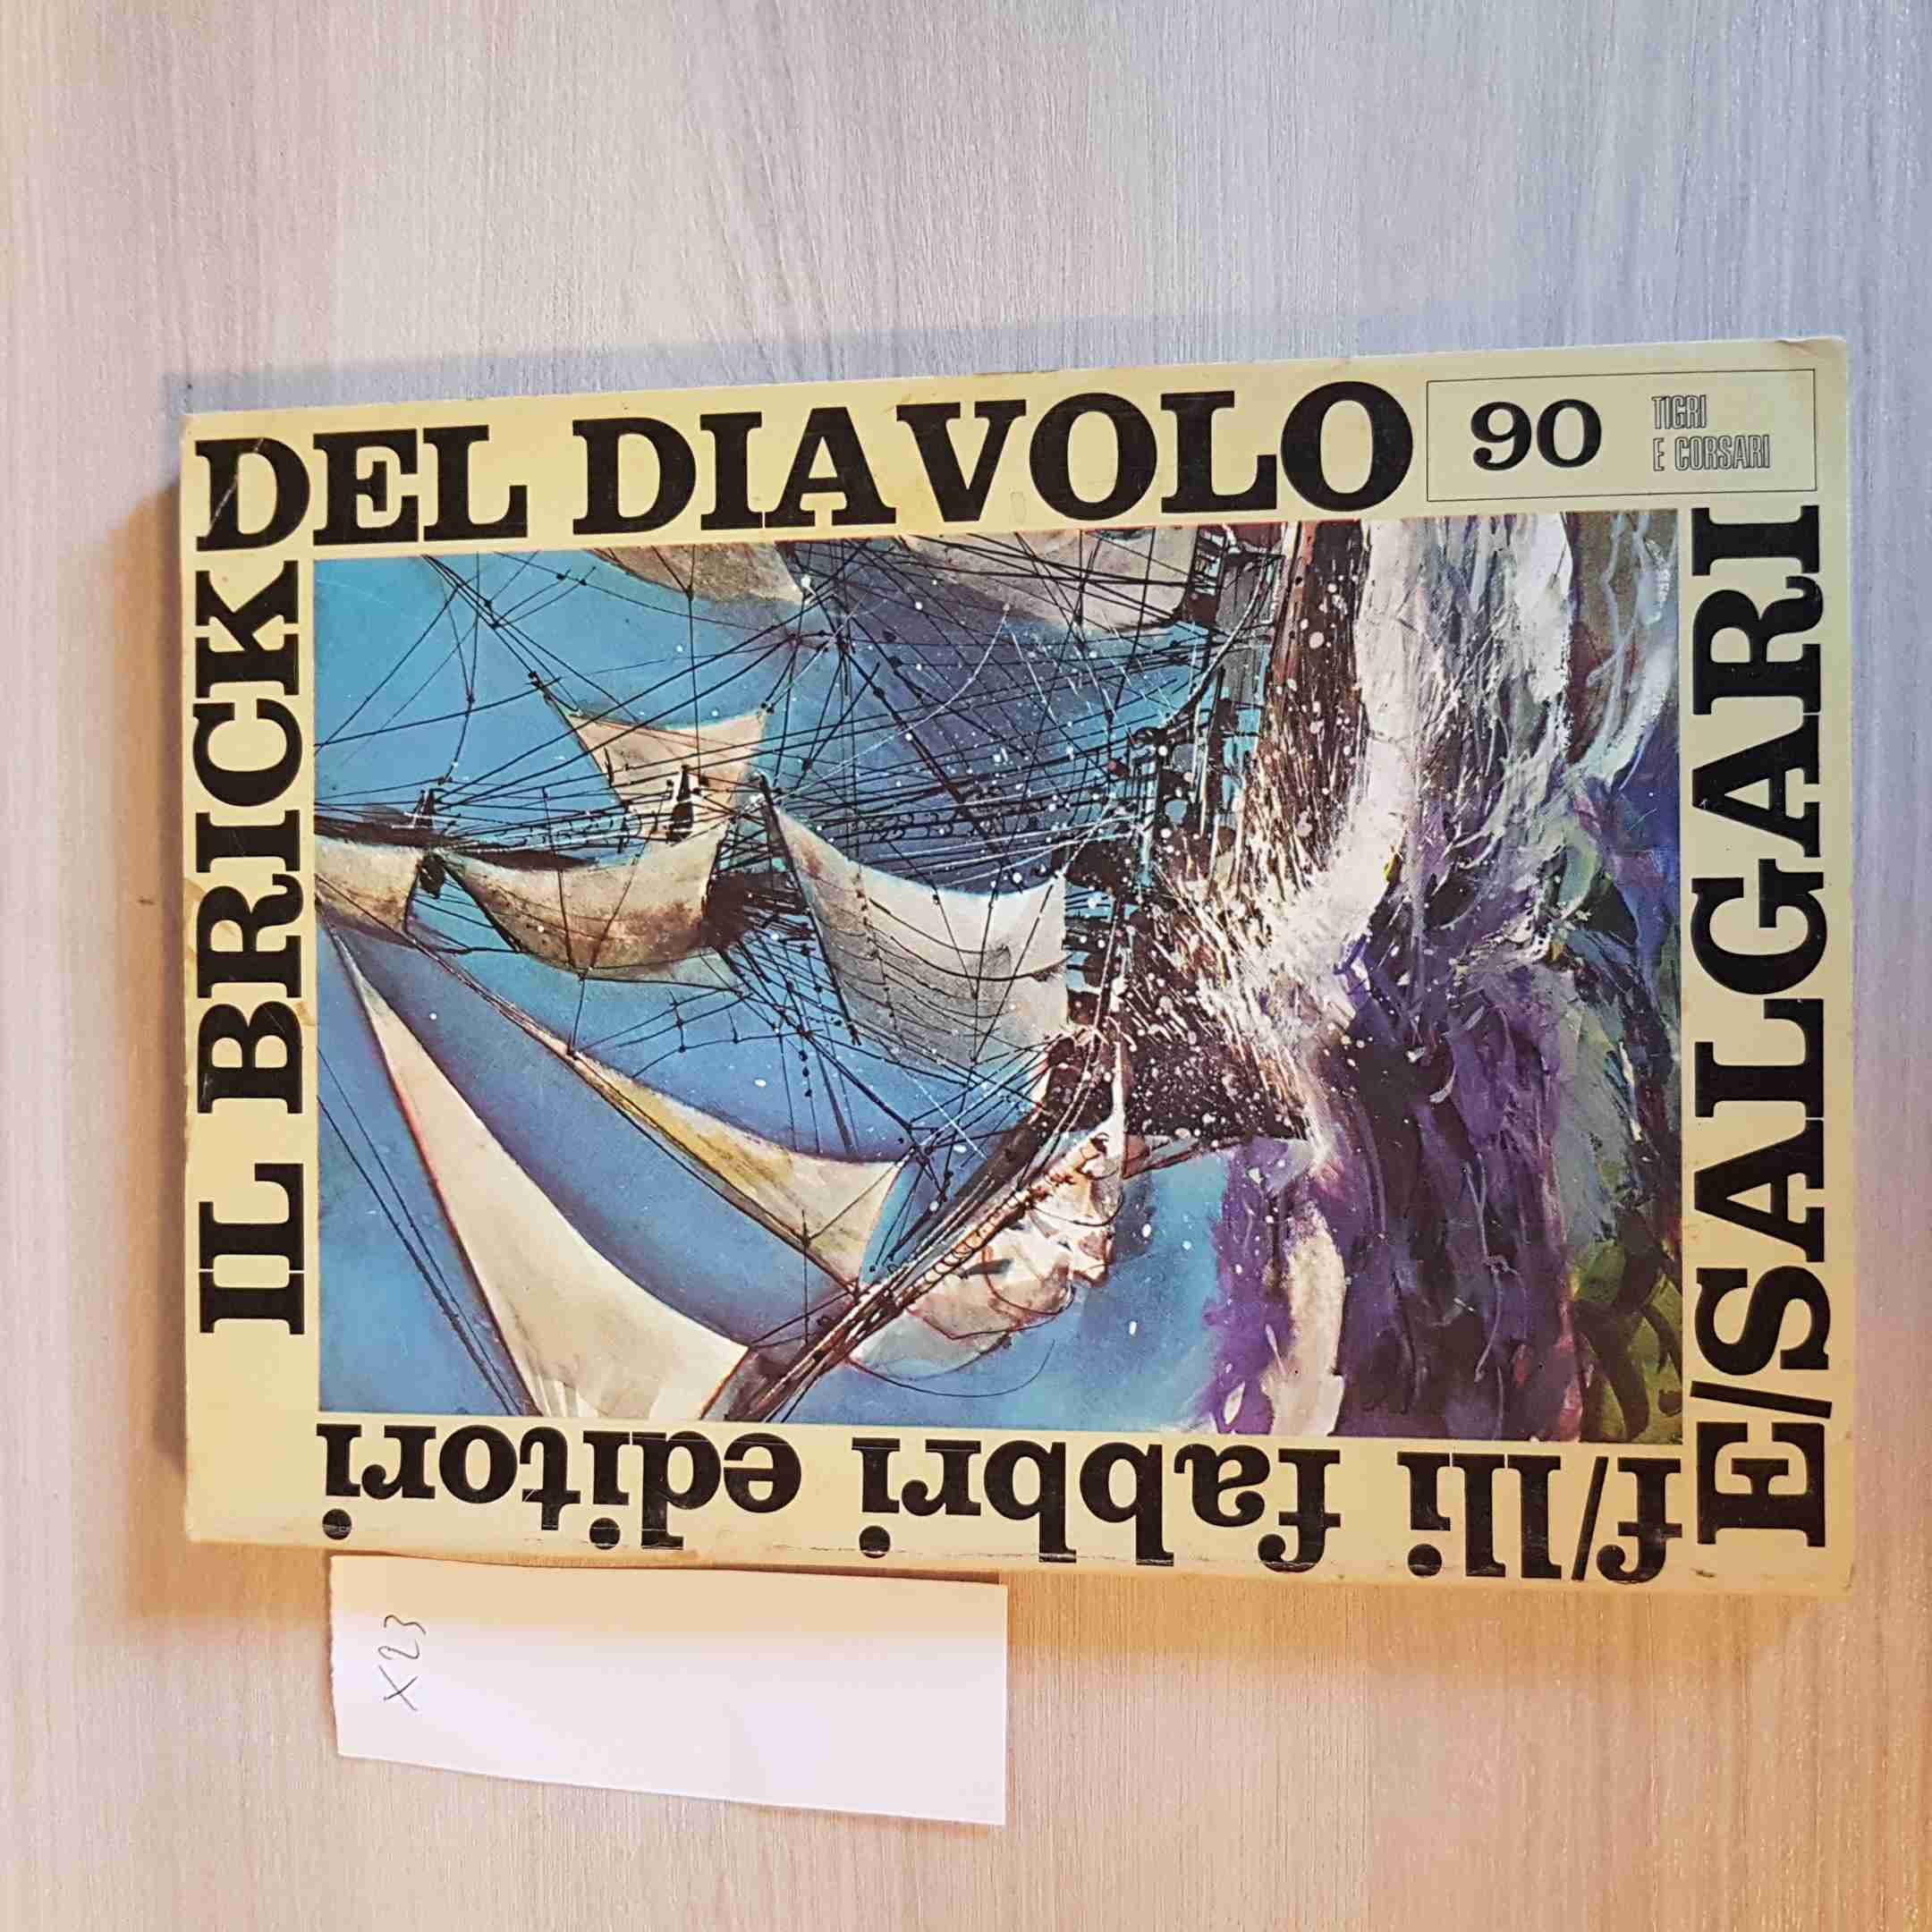 IL BRICK
DEL DIAVOLO
90
TIGRI
E CORSARI
E/SALGARI
f/lli fabbri editori
X23